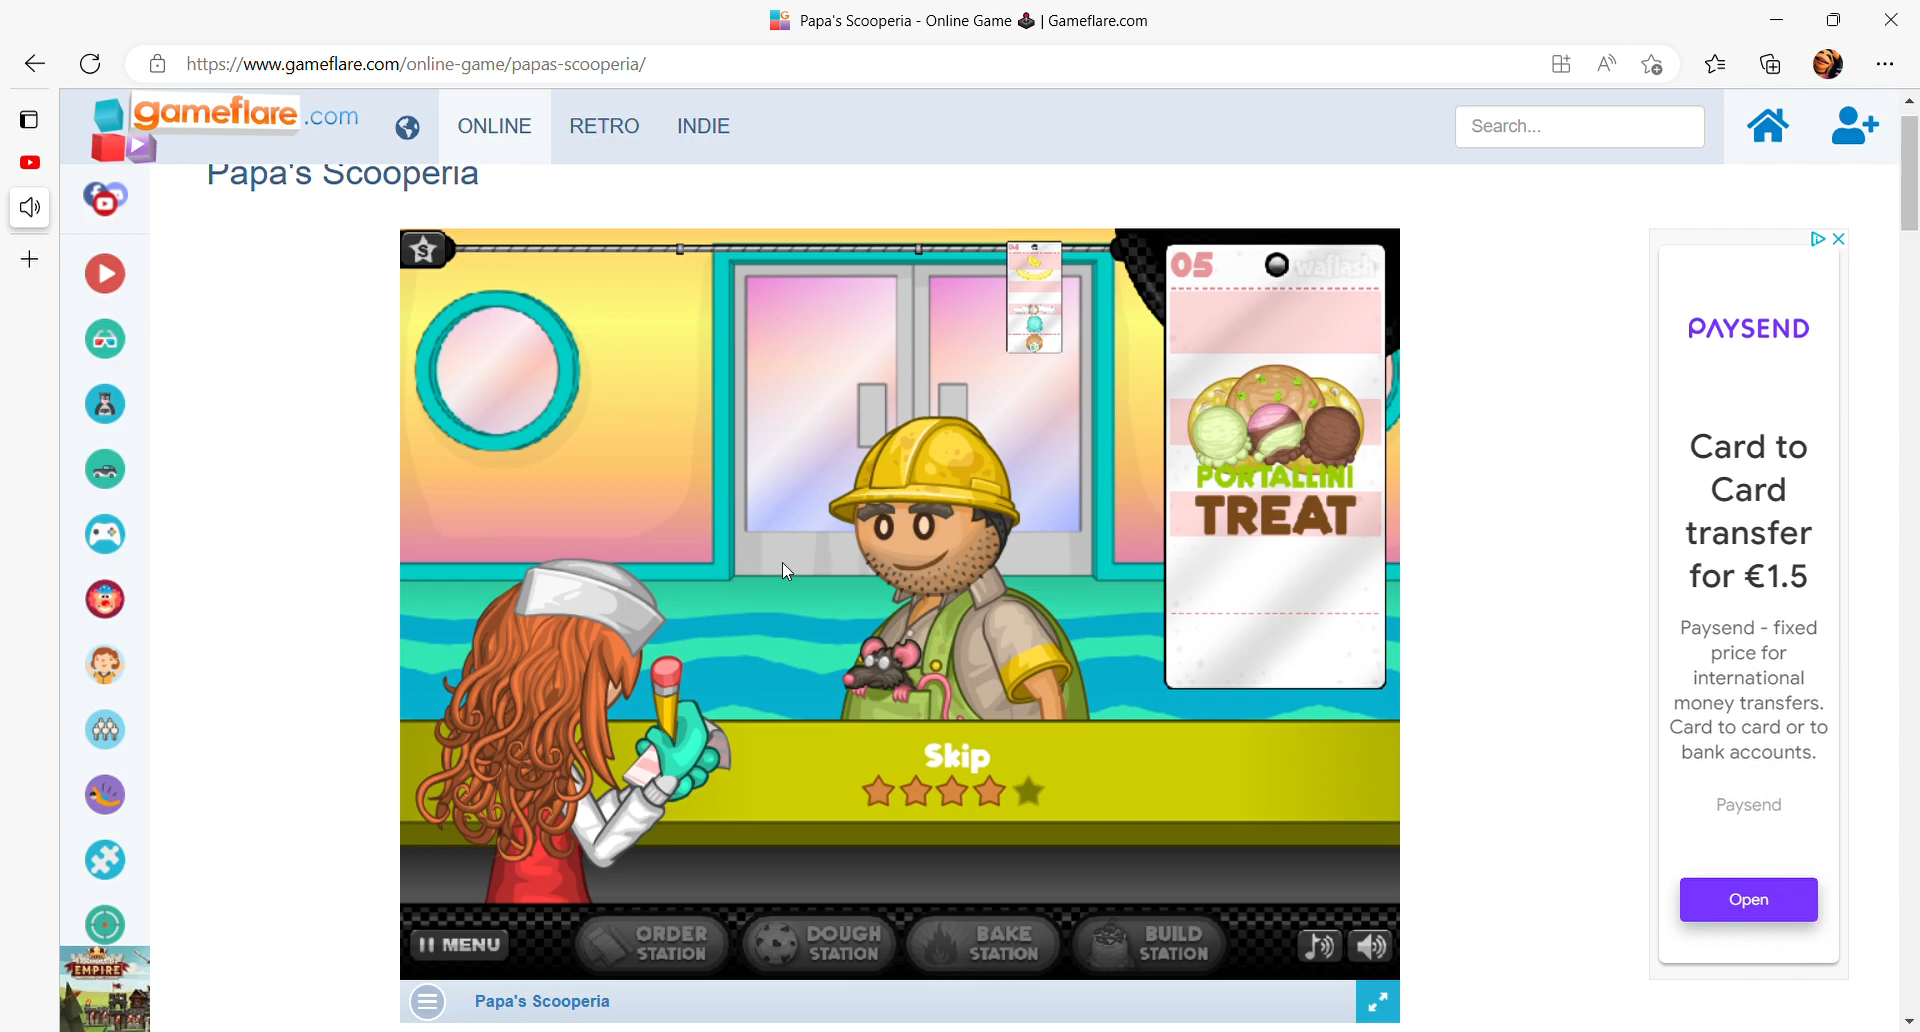 Papa's Scooperia - Online Game | Gameflare.com
https://www.gameflare.com/online-game/papas-scooperia/
gameflare.com
ONLINE
RETRO
INDIE
Search...
Papa's Scooperia
S
04
05
waflash
PORTALLINI
TREAT
Skip
MENU
ORDER
STATION
DOUGH
STATION
BAKE
STATION
BUILD
STATION
Papa's Scooperia
EMPIRE
PAYSEND
Card to
Card
transfer
for €1.5
Paysend - fixed
price for
international
money transfers.
Card to card or to
bank accounts.
Paysend
Open